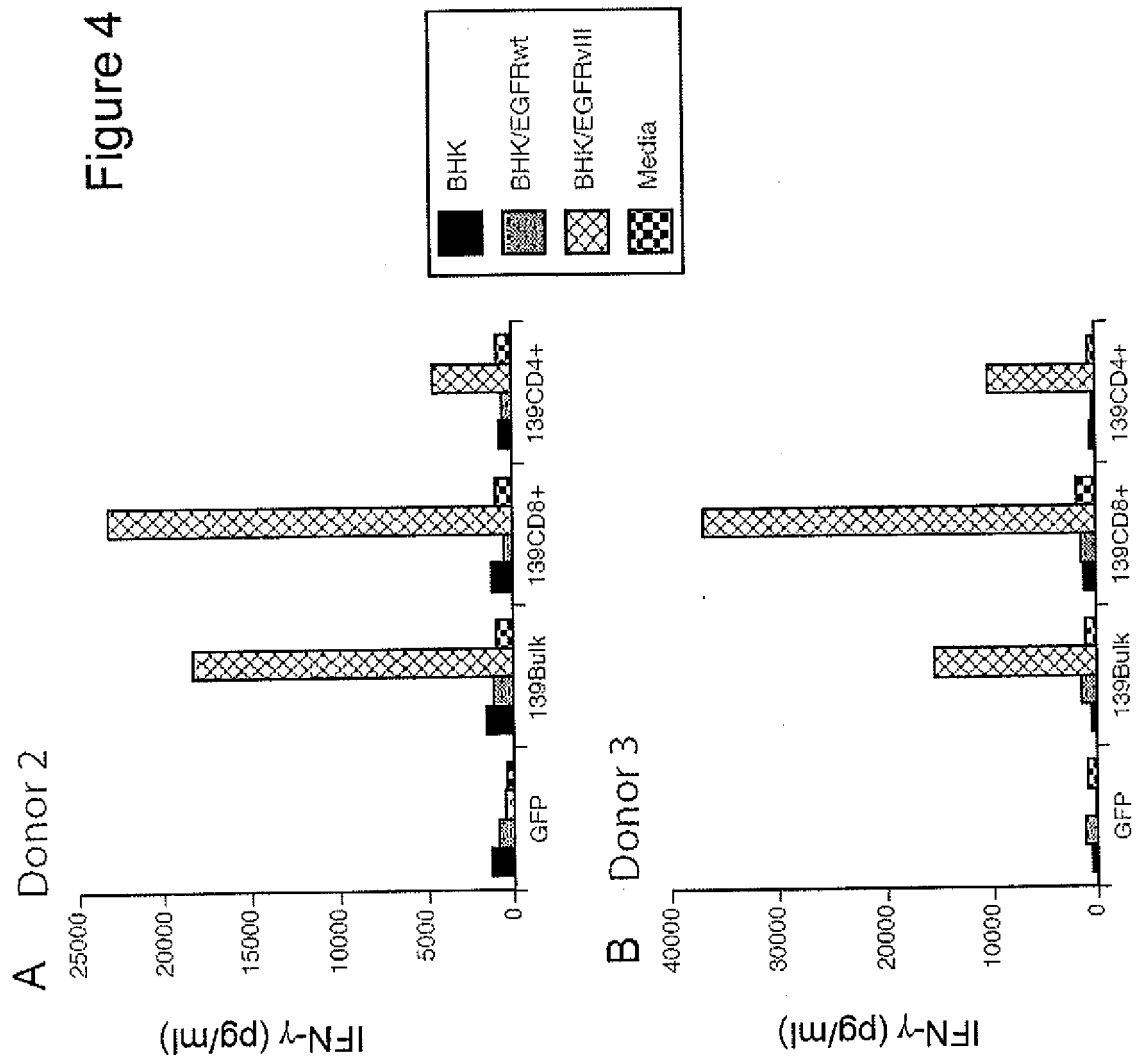 Figure 4
A Donor 2
IFN-γ (pg/ml)
25000
20000
15000
10000
5000
0
GFP
139Bulk
139CD8+
139CD4+
BHK
BHK/EGFRwt
BHK/EGFRvIII
Media
B Donor 3
IFN-γ (pg/ml)
40000
30000
20000
10000
0
GFP
139Bulk
139CD8+
139CD4+